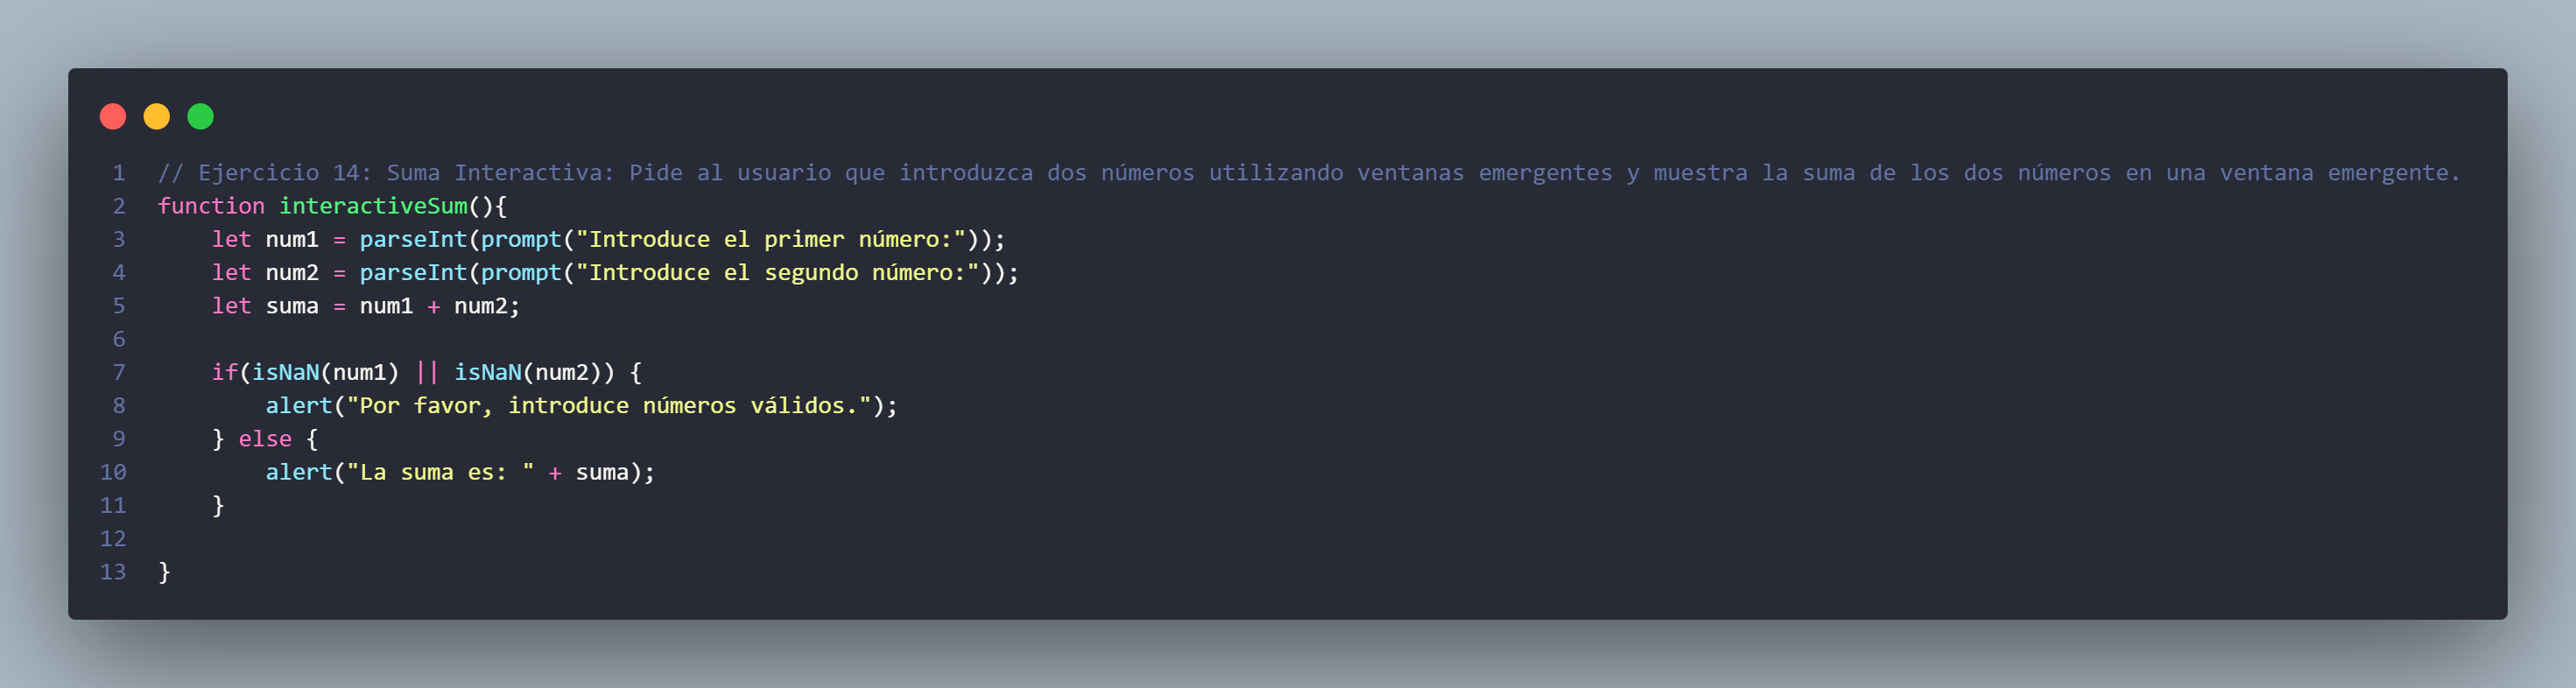 1 // Ejercicio 14: Suma Interactiva: Pide al usuario que introduzca dos números utilizando ventanas emergentes y muestra la suma de los dos números en una ventana emergente.
2 function interactiveSum(){
3     let num1 = parseInt(prompt("Introduce el primer número:"));
4     let num2 = parseInt(prompt("Introduce el segundo número:"));
5     let suma = num1 + num2;
6
7     if(isNaN(num1) || isNaN(num2)) {
8         alert("Por favor, introduce números válidos.");
9     } else {
10         alert("La suma es: " + suma);
11     }
12
13 }